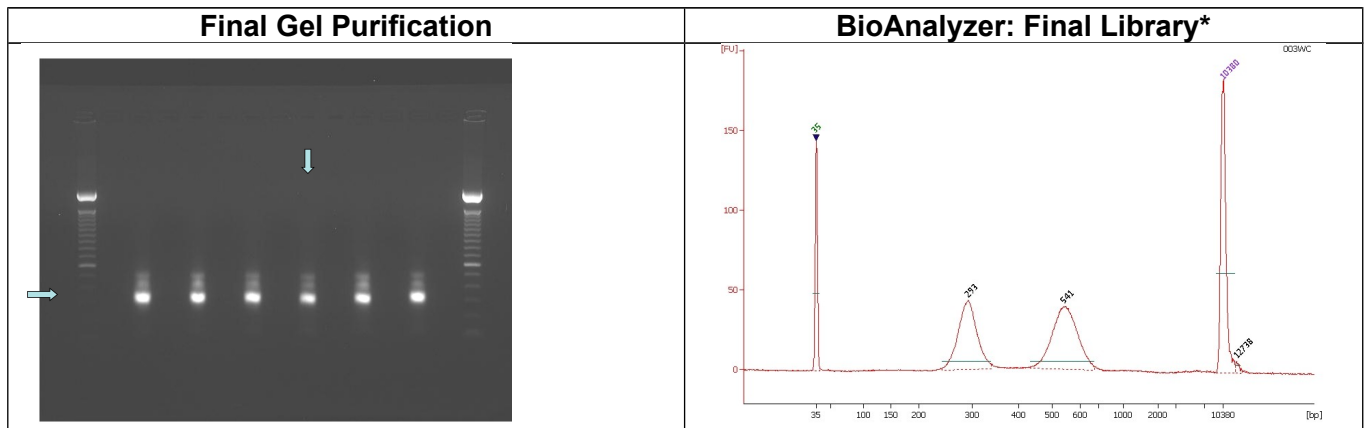 Final Gel Purification
BioAnalyzer: Final Library*
[FU]
003WC
10380
35
150
100
50
293
541
12738
0
35 100 150 200 300 400 500 600 1000 2000 10380 [bp]